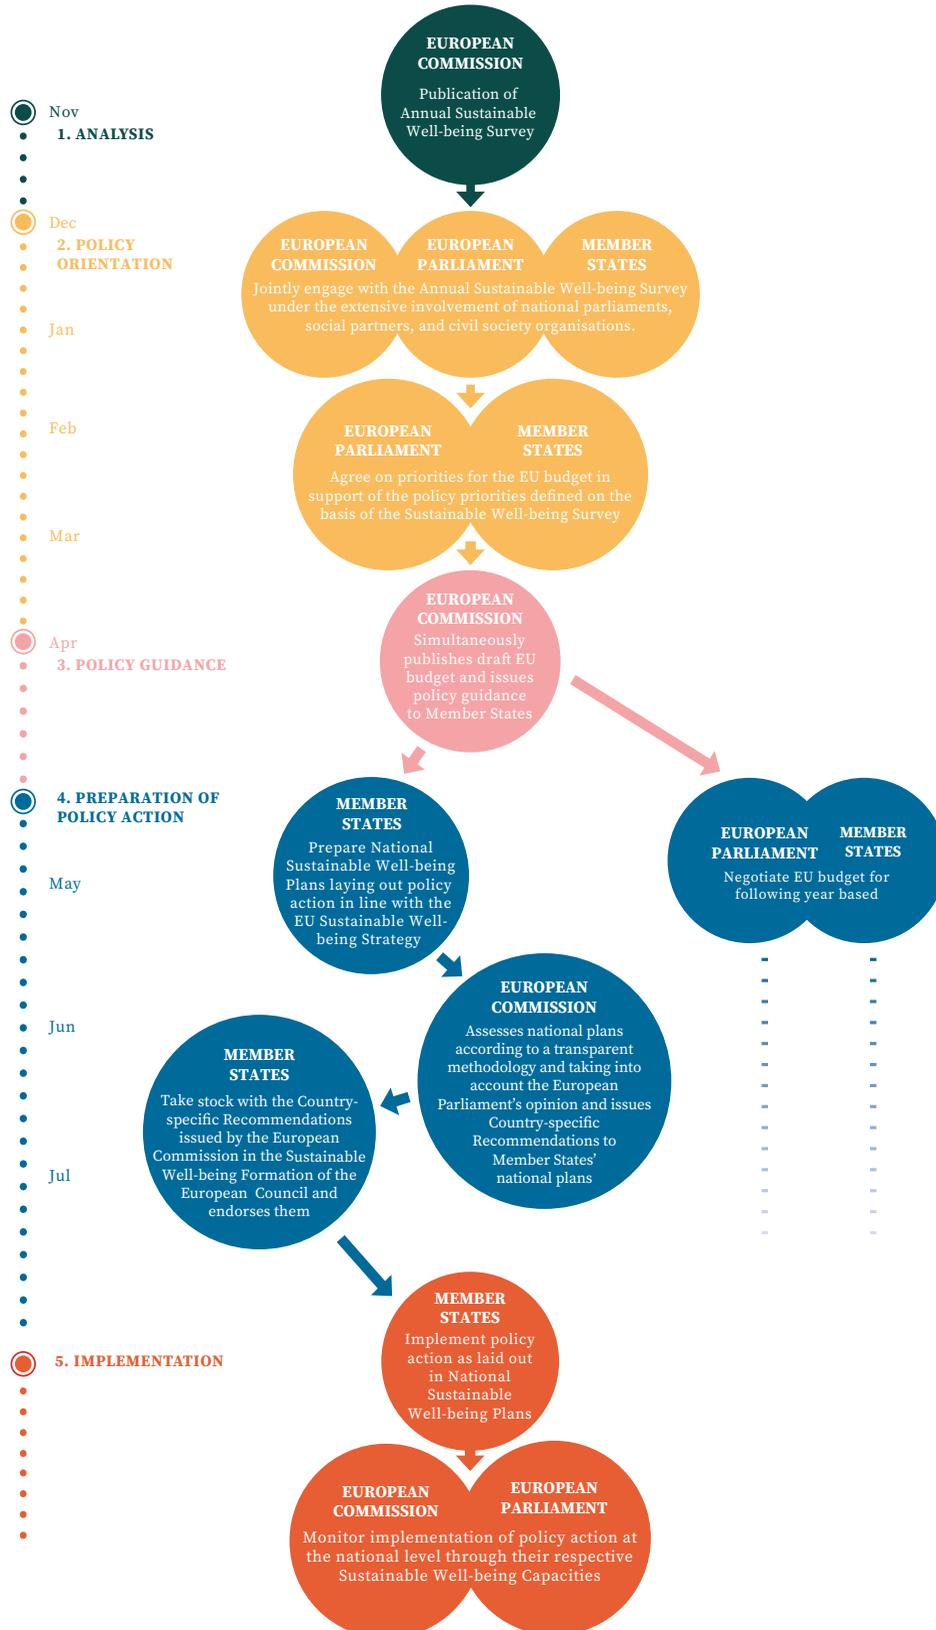 EUROPEAN
COMMISSION
Publication of
Annual Sustainable
Well-being Survey
Nov
1. ANALYSIS
Dec
2. POLICY
ORIENTATION
EUROPEAN
COMMISSION
EUROPEAN
PARLIAMENT
MEMBER
STATES
Jointly engage with the Annual Sustainable Well-being Survey
under the extensive involvement of national parliaments,
social partners, and civil society organisations.
Jan
Feb
EUROPEAN
PARLIAMENT
MEMBER
STATES
Agree on priorities for the EU budget in
support of the policy priorities defined on the
basis of the Sustainable Well-being Survey
Mar
Apr
3. POLICY GUIDANCE
EUROPEAN
COMMISSION
Simultaneously
publishes draft EU
budget and issues
policy guidance
to Member States
4. PREPARATION OF
POLICY ACTION
MEMBER
STATES
Prepare National
Sustainable Well-being
Plans laying out policy
action in line with the
EU Sustainable Well-
being Strategy
EUROPEAN
PARLIAMENT
MEMBER
STATES
Negotiate EU budget for
following year based
May
Jun
EUROPEAN
COMMISSION
Assesses national plans
according to a transparent
methodology and taking into
account the European
Parliament’s opinion and issues
Country-specific
Recommendations to
Member States’
national plans
MEMBER
STATES
Take stock with the Country-
specific Recommendations
issued by the European
Commission in the Sustainable
Well-being Formation of the
European Council and
endorses them
Jul
5. IMPLEMENTATION
MEMBER
STATES
Implement policy
action as laid out
in National
Sustainable
Well-being Plans
EUROPEAN
COMMISSION
EUROPEAN
PARLIAMENT
Monitor implementation of policy action at
the national level through their respective
Sustainable Well-being Capacities